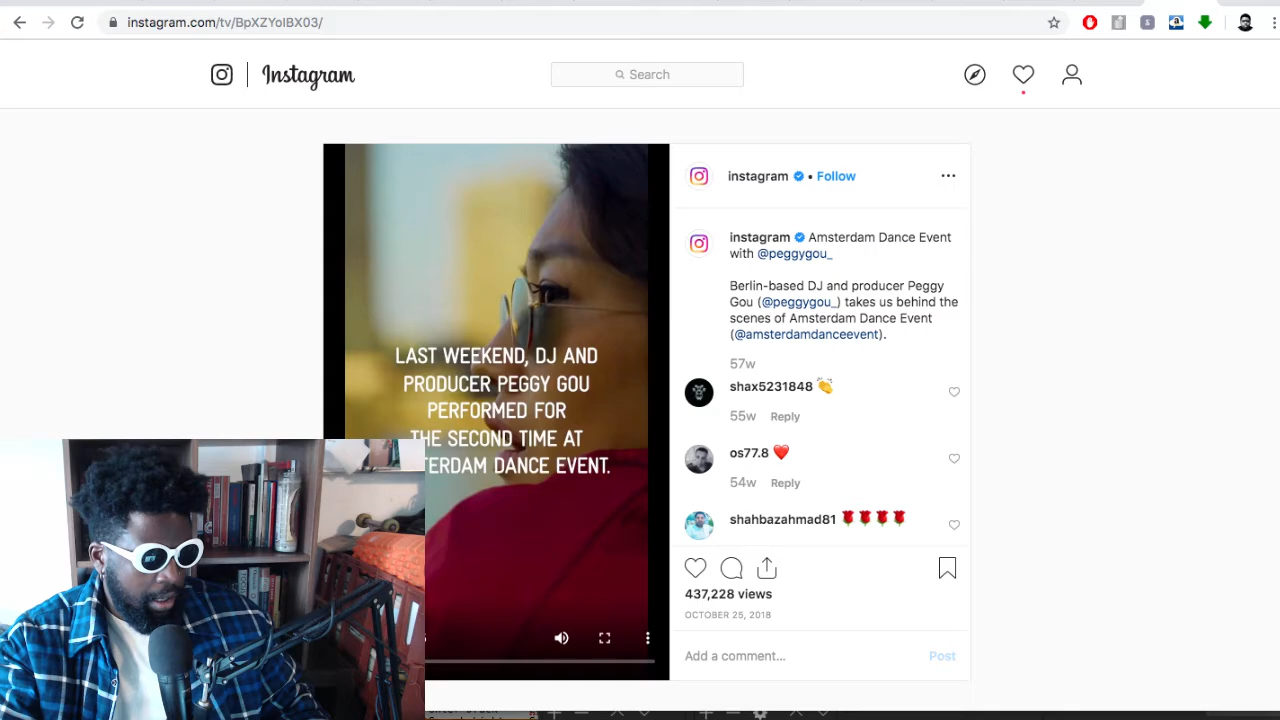 instagram.com/tv/BpXZYoIBX03/
Instagram
Search
instagram • Follow
instagram Amsterdam Dance Event
with @peggygou_
Berlin-based DJ and producer Peggy
Gou (@peggygou_) takes us behind the
scenes of Amsterdam Dance Event
(@amsterdamdanceevent).
57w
shax5231848 👏
55w Reply
os77.8 ❤️
54w Reply
shahbazahmad81 🌹🌹🌹🌹
437,228 views
OCTOBER 25, 2018
Add a comment... Post
LAST WEEKEND, DJ AND
PRODUCER PEGGY GOU
PERFORMED FOR
THE SECOND TIME AT
TERDAM DANCE EVENT.